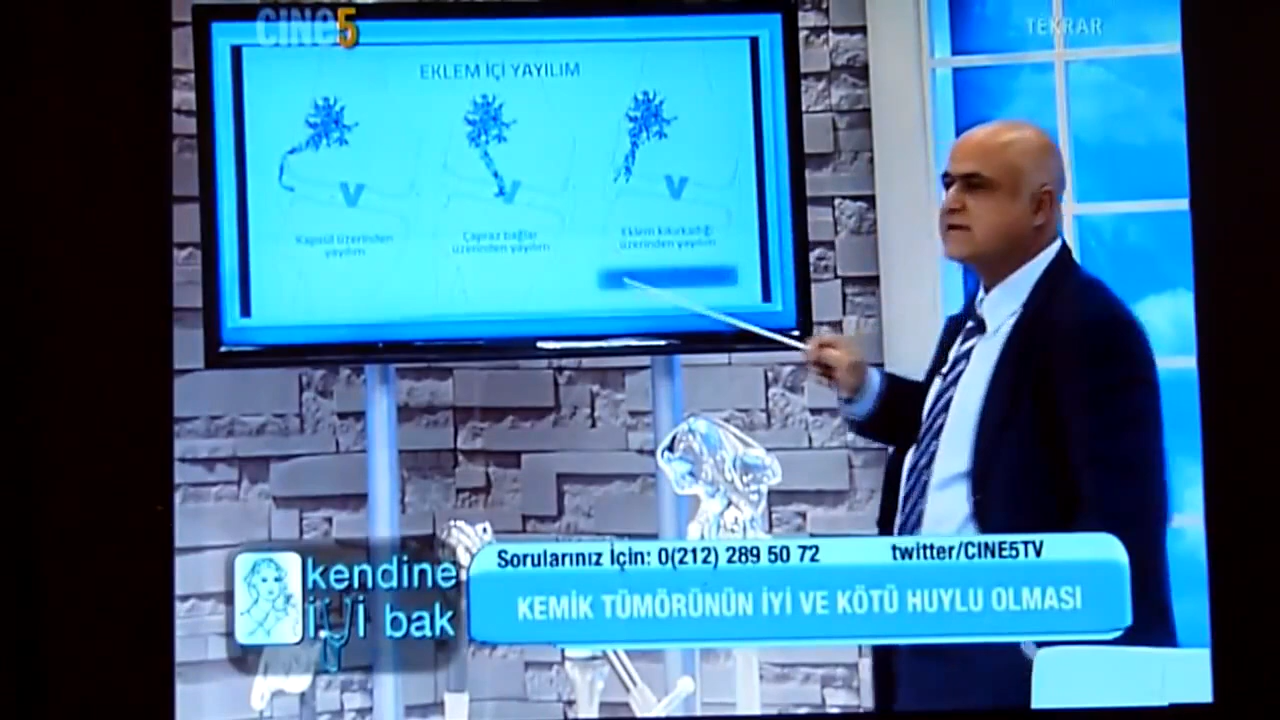 CINE5
TEKRAR
EKLEM İÇİ YAYILIM
V
V
V
Kapsül üzerinden
yayılım
Çapraz bağlar
üzerinden yayılım
Eklem kıkırdağı
üzerinden yayılım
Sorularınız İçin: 0(212) 289 50 72
twitter/CINE5TV
kendine
iyi bak
KEMİK TÜMÖRÜNÜN İYİ VE KÖTÜ HUYLU OLMASI